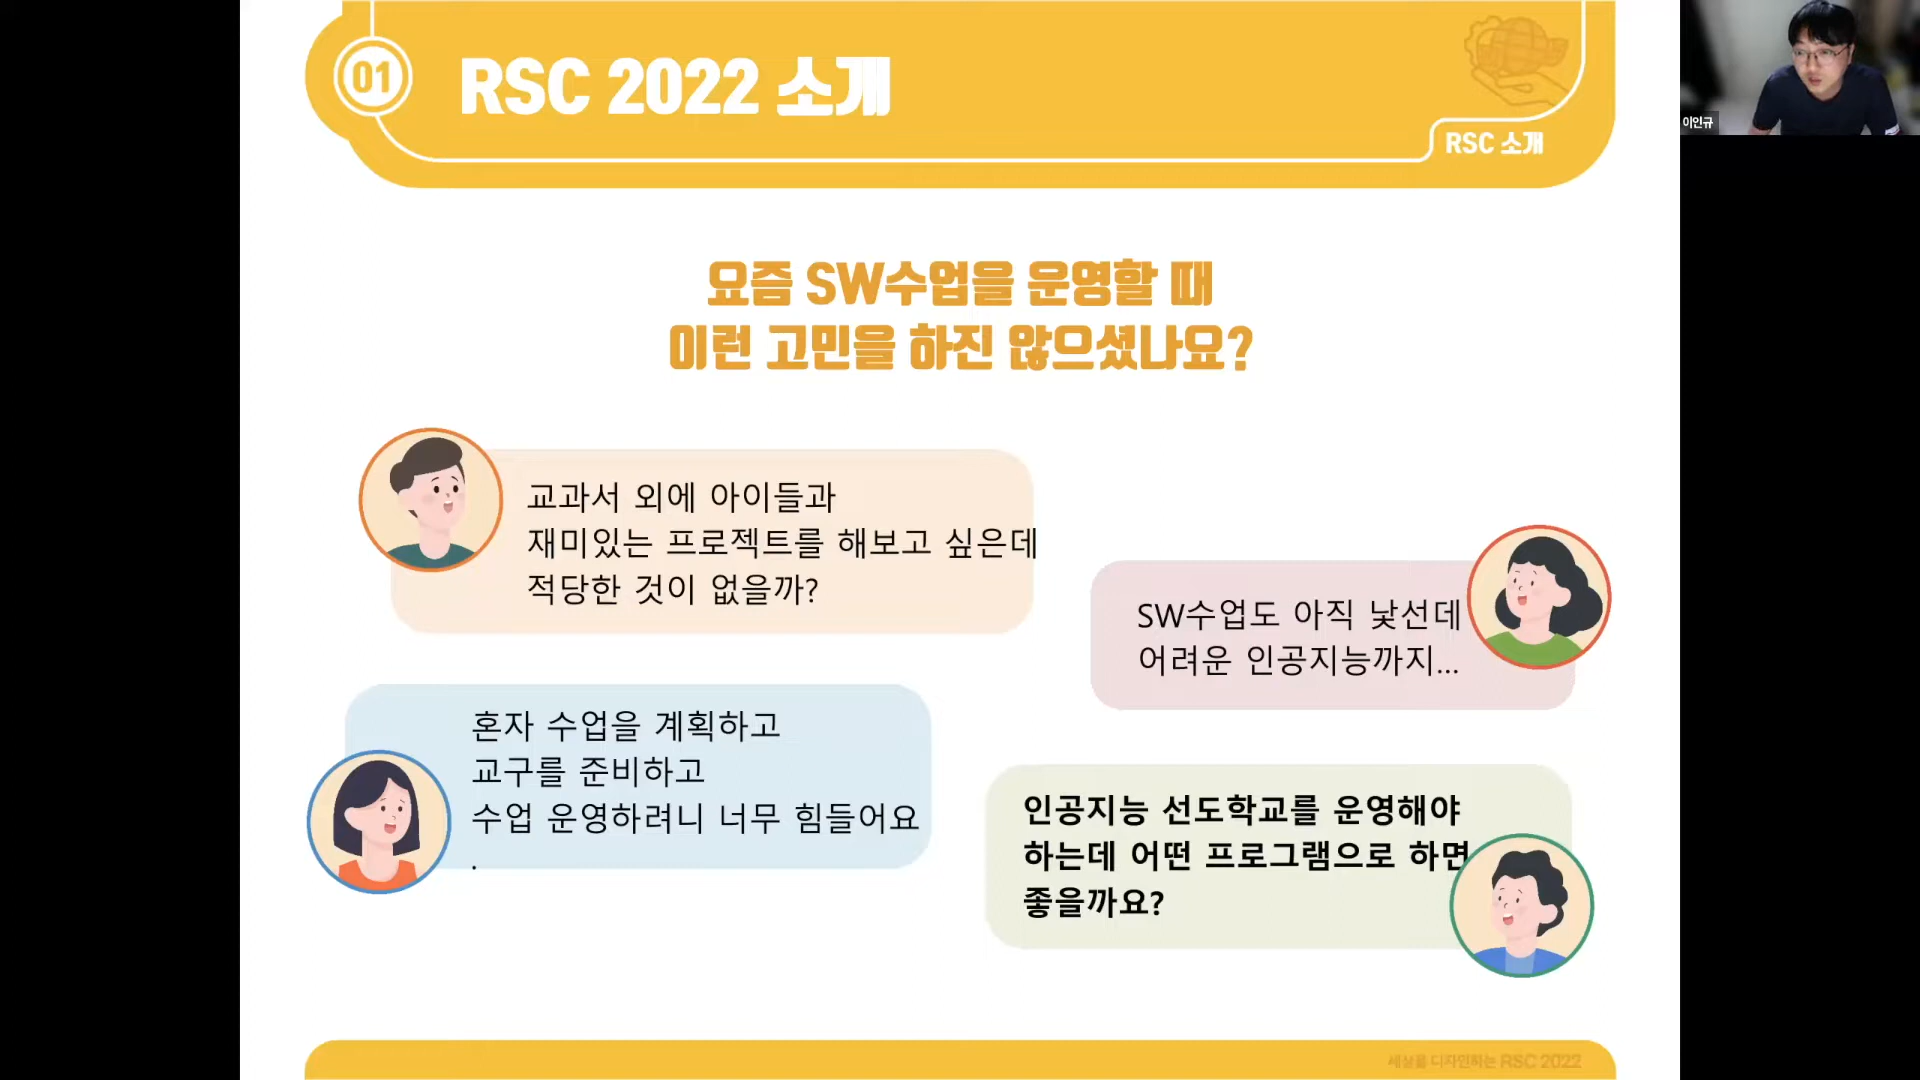 01
RSC 2022 소개
RSC 소개
이인규
요즘 SW수업을 운영할 때
이런 고민을 하진 않으셨나요?
교과서 외에 아이들과
재미있는 프로젝트를 해보고 싶은데
적당한 것이 없을까?
SW수업도 아직 낯선데
어려운 인공지능까지...
혼자 수업을 계획하고
교구를 준비하고
수업 운영하려니 너무 힘들어요
.
인공지능 선도학교를 운영해야
하는데 어떤 프로그램으로 하면
좋을까요?
세상을 디자인하는 RSC 2022